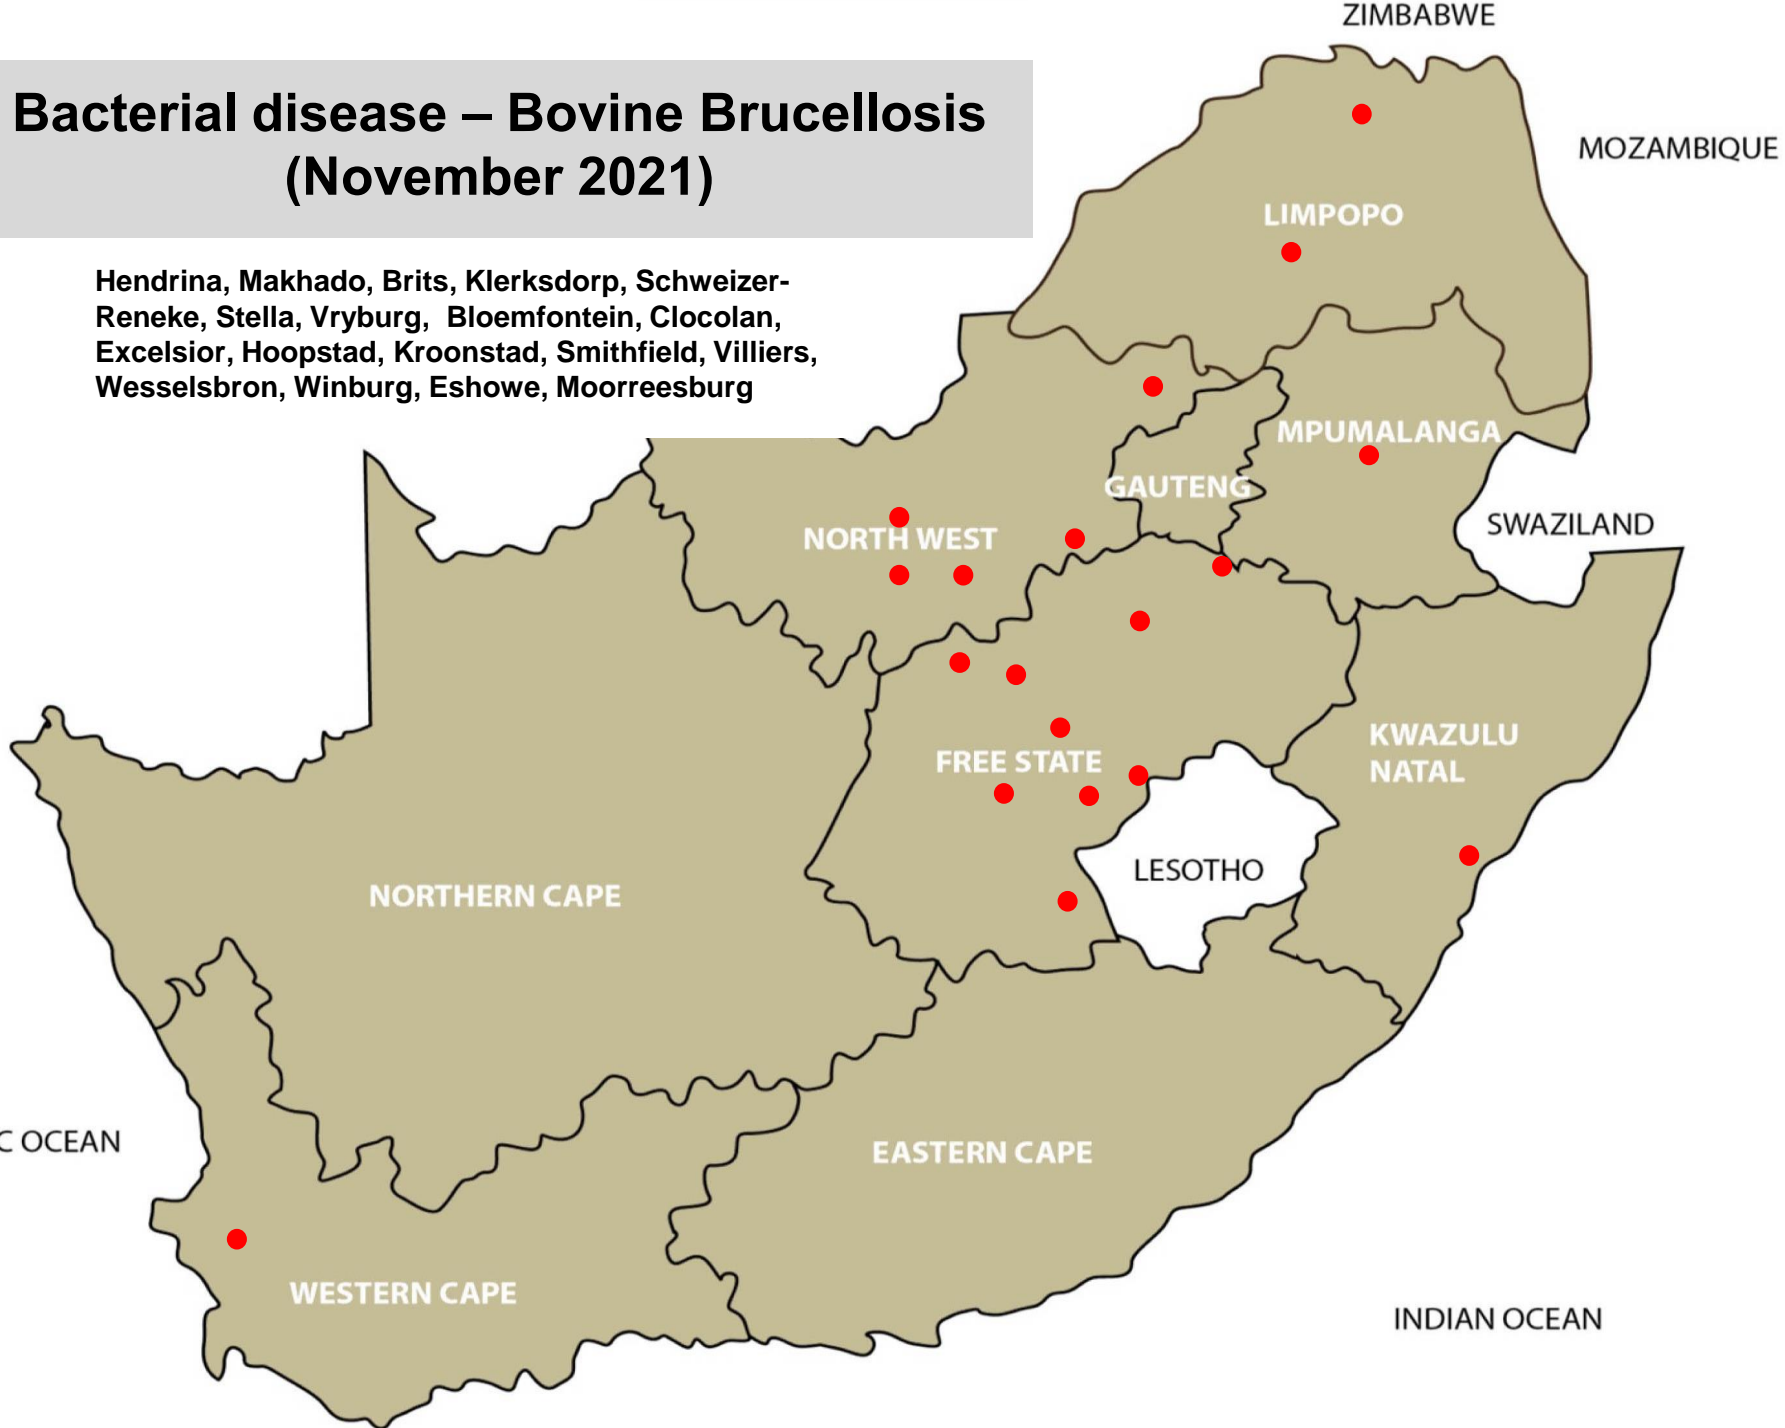 ZIMBABWE
Bacterial disease – Bovine Brucellosis
(November 2021)
MOZAMBIQUE
LIMPOPO
Hendrina, Makhado, Brits, Klerksdorp, Schweizer-
Reneke, Stella, Vryburg,  Bloemfontein, Clocolan,
Excelsior, Hoopstad, Kroonstad, Smithfield, Villiers,
Wesselsbron, Winburg, Eshowe, Moorreesburg
MPUMALANGA
GAUTENG
SWAZILAND
NORTH WEST
KWAZULU
NATAL
FREE STATE
LESOTHO
NORTHERN CAPE
C OCEAN
EASTERN CAPE
WESTERN CAPE
INDIAN OCEAN